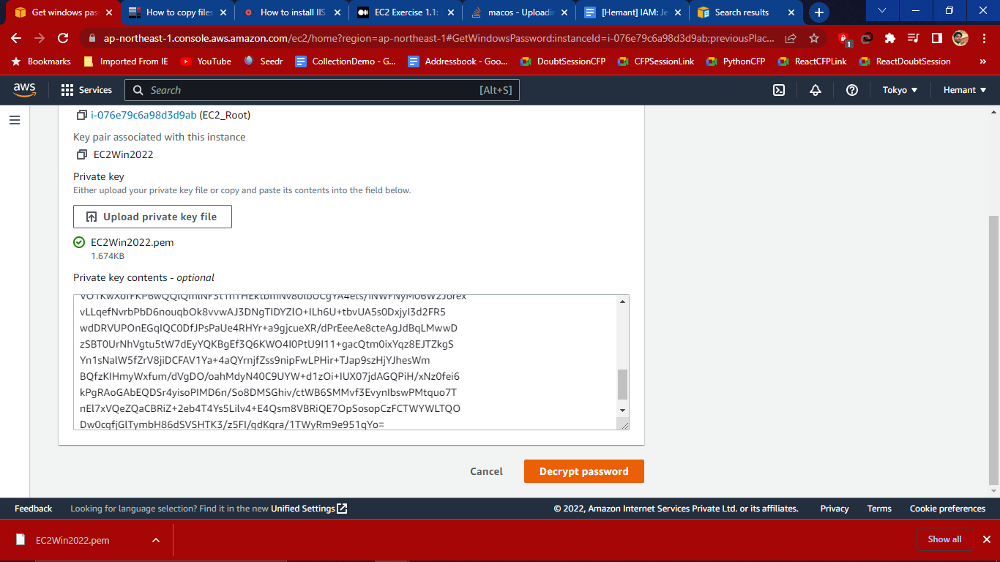 Get windows pas
How to copy files
How to install IIS
EC2 Exercise 1.1:
macos - Uploadin
[Hemant] IAM: Je
Search results
ap-northeast-1.console.aws.amazon.com/ec2/home?region=ap-northeast-1#GetWindowsPassword:instanceId=i-076e79c6a98d3d9ab;previousPlac...
1
Bookmarks
Imported From IE
YouTube
Seedr
CollectionDemo - G...
Addressbook - Goo...
DoubtSessionCFP
CFPSessionLink
PythonCFP
ReactCFPLink
ReactDoubtSession
»
aws
Services
Search
[Alt+S]
Tokyo
Hemant
i-076e79c6a98d3d9ab (EC2_Root)
Key pair associated with this instance
EC2Win2022
Private key
Either upload your private key file or copy and paste its contents into the field below.
Upload private key file
EC2Win2022.pem
1.674KB
Private key contents - optional
vLLqefNvrbPbD6nouqbOk8vvwAJ3DNgTIDYZlO+ILh6U+tbvUA5s0DxjyI3d2FR5
wdDRVUPOnEGqIQC0DfJPsPaUe4RHYr+a9gjcueXR/dPrEeeAe8cteAgJdBqLMwwD
zSBT0UrNhVgtu5tW7dEyYQKBgEf3Q6KWO4I0PtU9I11+gacQtm0ixYqz8EJTZkgS
Yn1sNalW5fZrV8jiDCFAV1Ya+4aQYrnjfZss9nipFwLPHir+TJap9szHjYJhesWm
BQfzKIHmyWxfum/dVgDO/oahMdyN40C9UYW+d1zOi+IUX07jdAGQPiH/xNz0fei6
kPgRAoGAbEQDSr4yisoPIMD6n/So8DMSGhiv/ctWB6SMMvf3EvynIbswPMtquo7T
nEl7xVQeZQaCBRiZ+2eb4T4Ys5Lilv4+E4Qsm8VBRiQE7OpSosopCzFCTWYWLTQO
Cancel
Decrypt password
Feedback
Looking for language selection? Find it in the new Unified Settings
© 2022, Amazon Internet Services Private Ltd. or its affiliates.
Privacy
Terms
Cookie preferences
EC2Win2022.pem
Show all